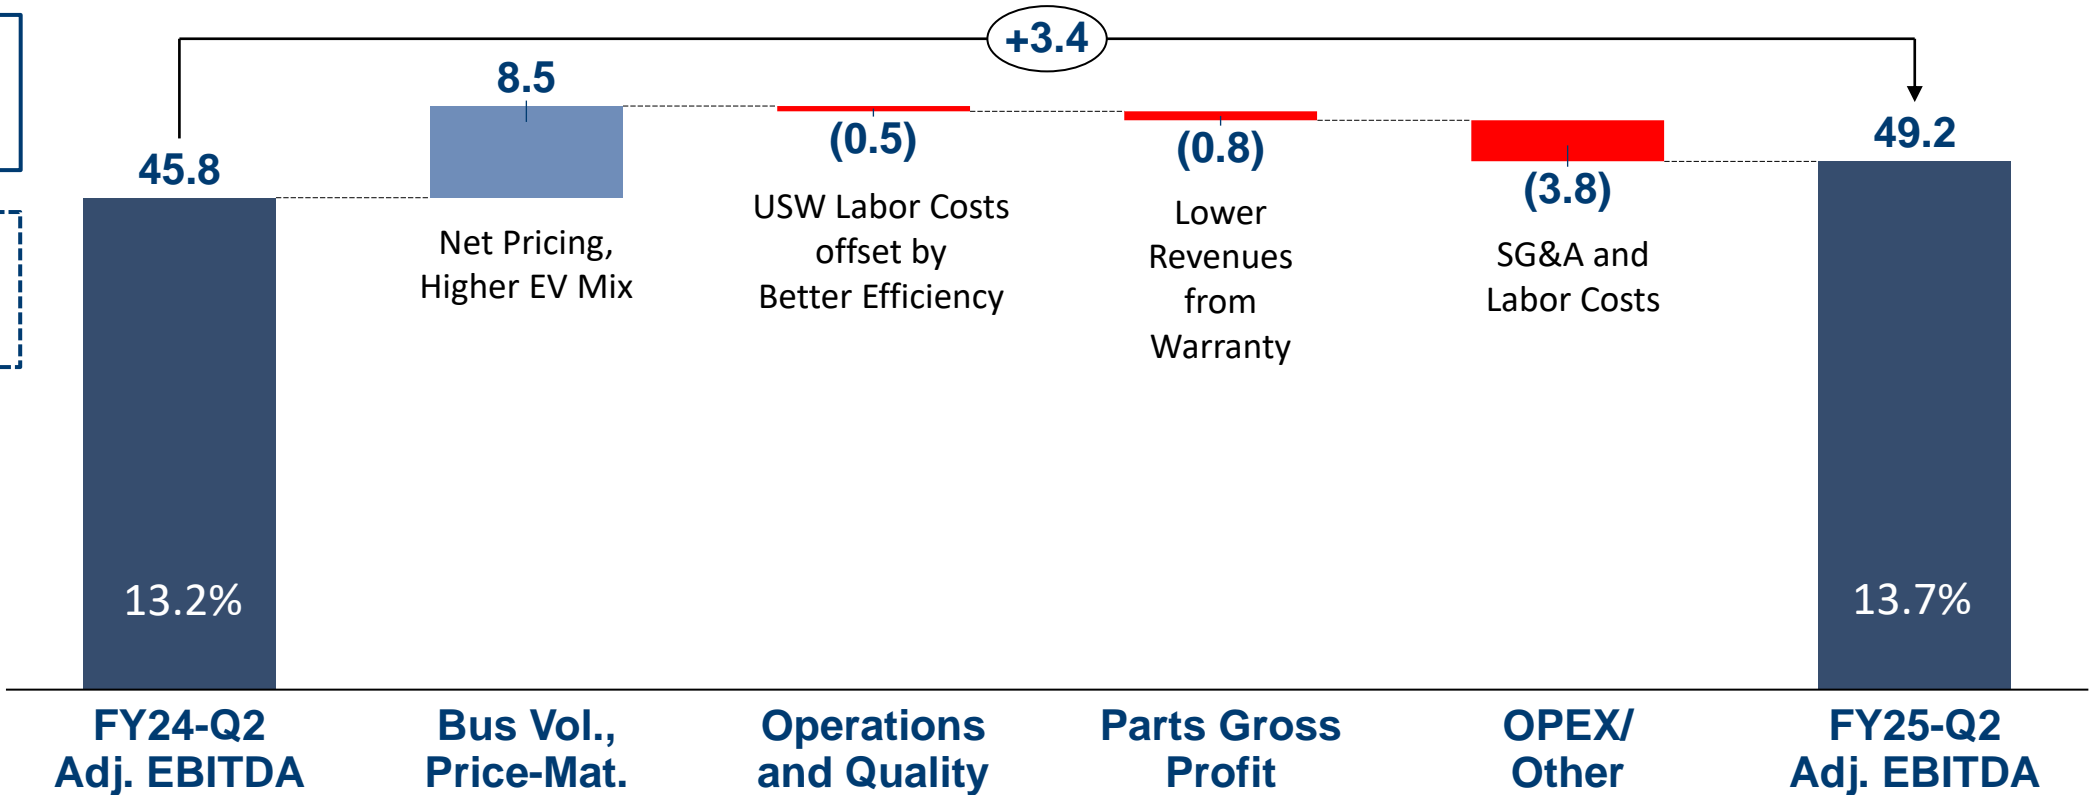 +3.4
45.8
8.5
(0.5)
(0.8)
(3.8)
49.2
Net Pricing,
Higher EV Mix
USW Labor Costs
offset by
Better Efficiency
Lower
Revenues
from
Warranty
SG&A and
Labor Costs
13.2%
13.7%
FY24-Q2
Adj. EBITDA
Bus Vol.,
Price-Mat.
Operations
and Quality
Parts Gross
Profit
OPEX/
Other
FY25-Q2
Adj. EBITDA